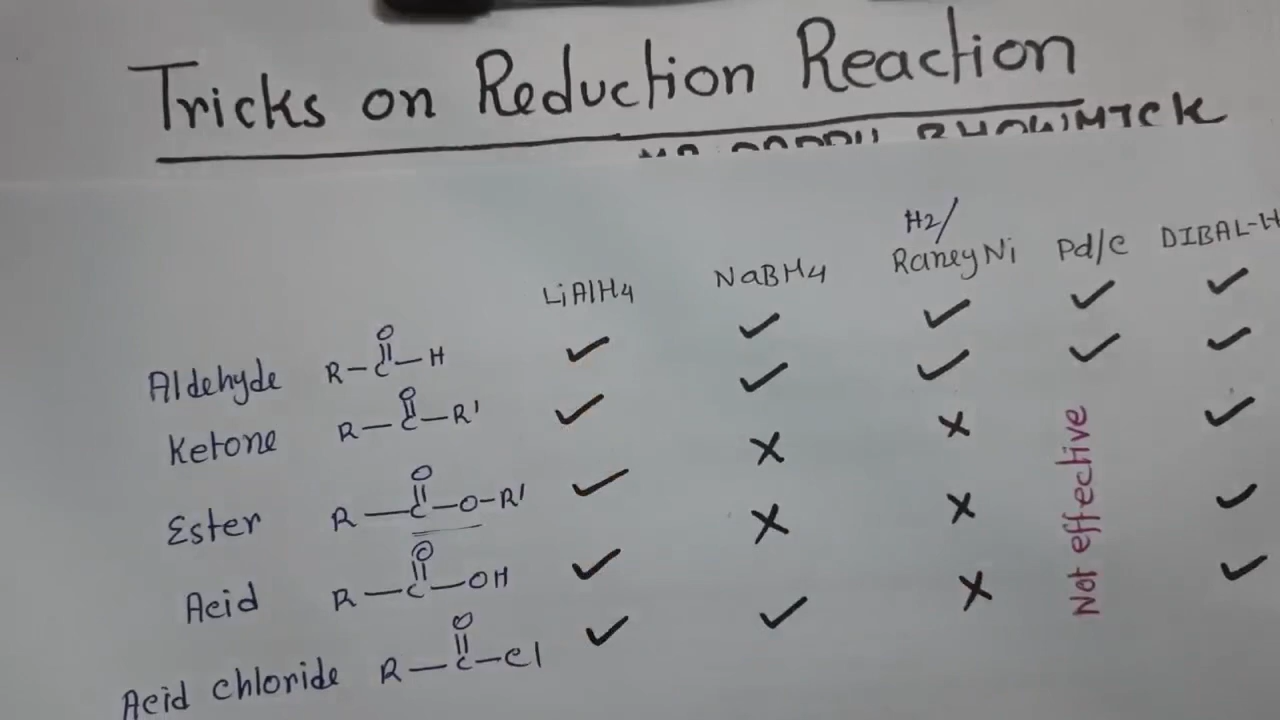 Tricks on Reduction Reaction
LiAlH4 NaBH4 H2/ Raney Ni Pd/C DIBAL-H
Aldehyde R-C-H O ✓ ✓ ✓ ✓ ✓
Ketone R-C-R' O ✓ ✓ ✓ ✓ ✓
Ester R-C-O-R' O ✓ X X ✓
Acid R-C-OH O ✓ X X ✓
Acid chloride R-C-Cl O ✓ ✓ X ✓
Not effective